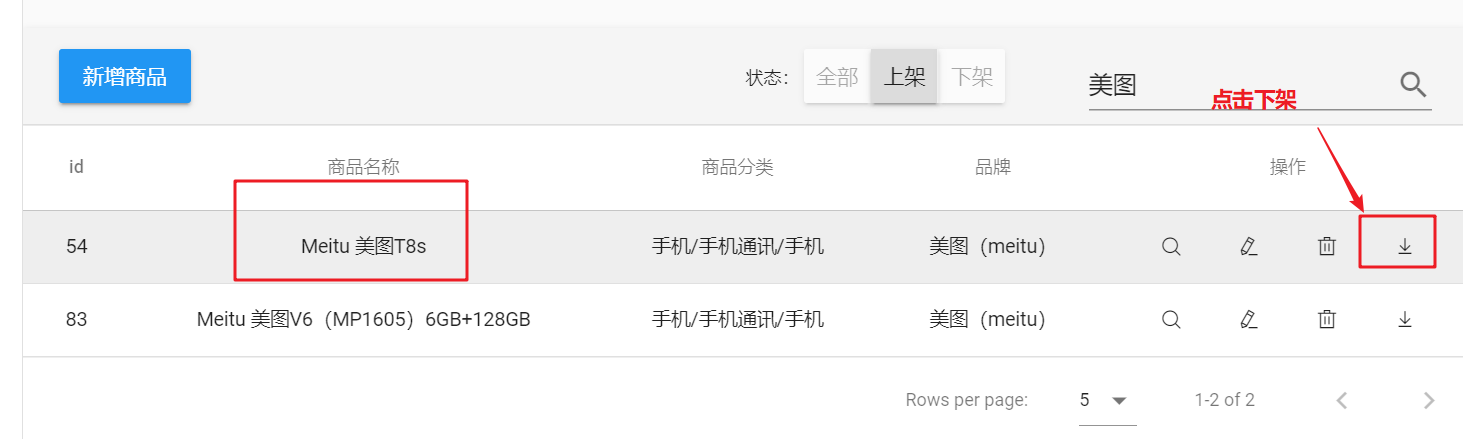 新增商品 状态： 全部 上架 下架 美图
点击下架
id 商品名称 商品分类 品牌 操作
54 Meitu 美图T8s 手机/手机通讯/手机 美图（meitu）
83 Meitu 美图V6（MP1605）6GB+128GB 手机/手机通讯/手机 美图（meitu）
Rows per page: 5 1-2 of 2